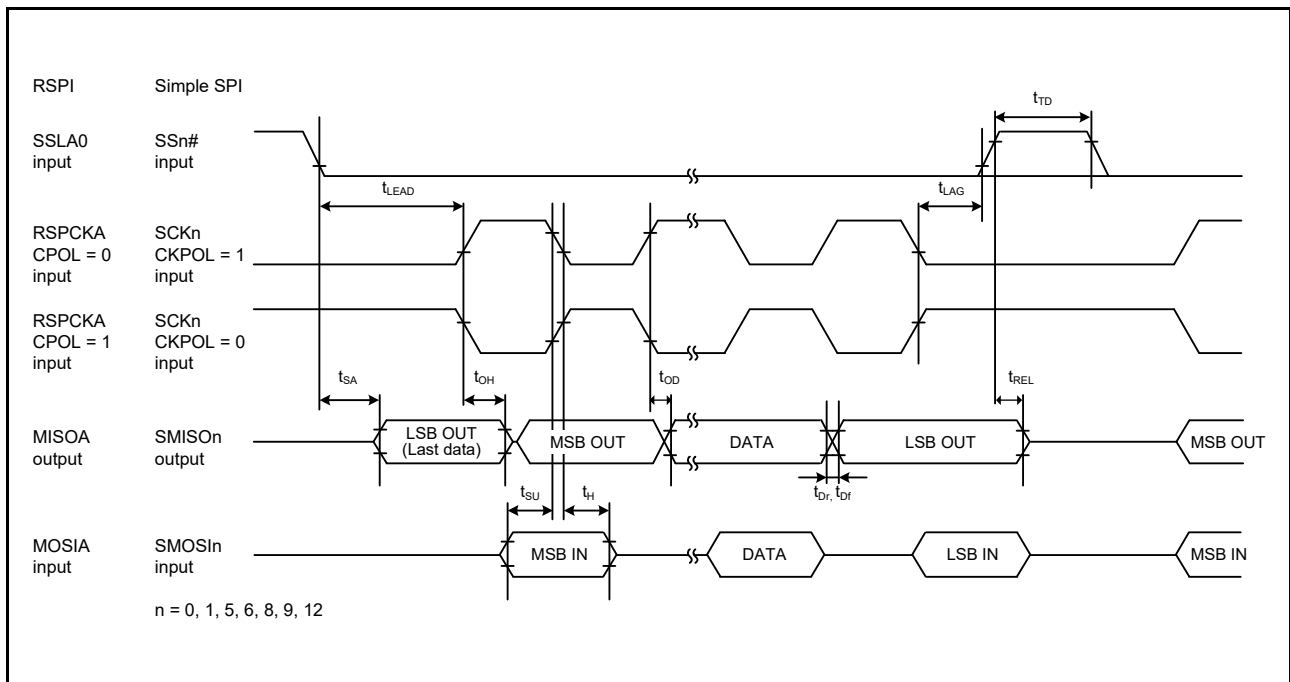 RSPI Simple SPI
tTD
SSLA0 SSn#
input input
tLEAD tLAG
RSPCKA SCKn
CPOL = 0 CKPOL = 1
input input
RSPCKA SCKn
CPOL = 1 CKPOL = 0
input input
tSA tOH tOD tREL
MISOA SMISOn LSB OUT MSB OUT DATA LSB OUT MSB OUT
output output (Last data)
tSU tH tDr, tDf
MOSIA SMOSIn MSB IN DATA LSB IN MSB IN
input input
n = 0, 1, 5, 6, 8, 9, 12